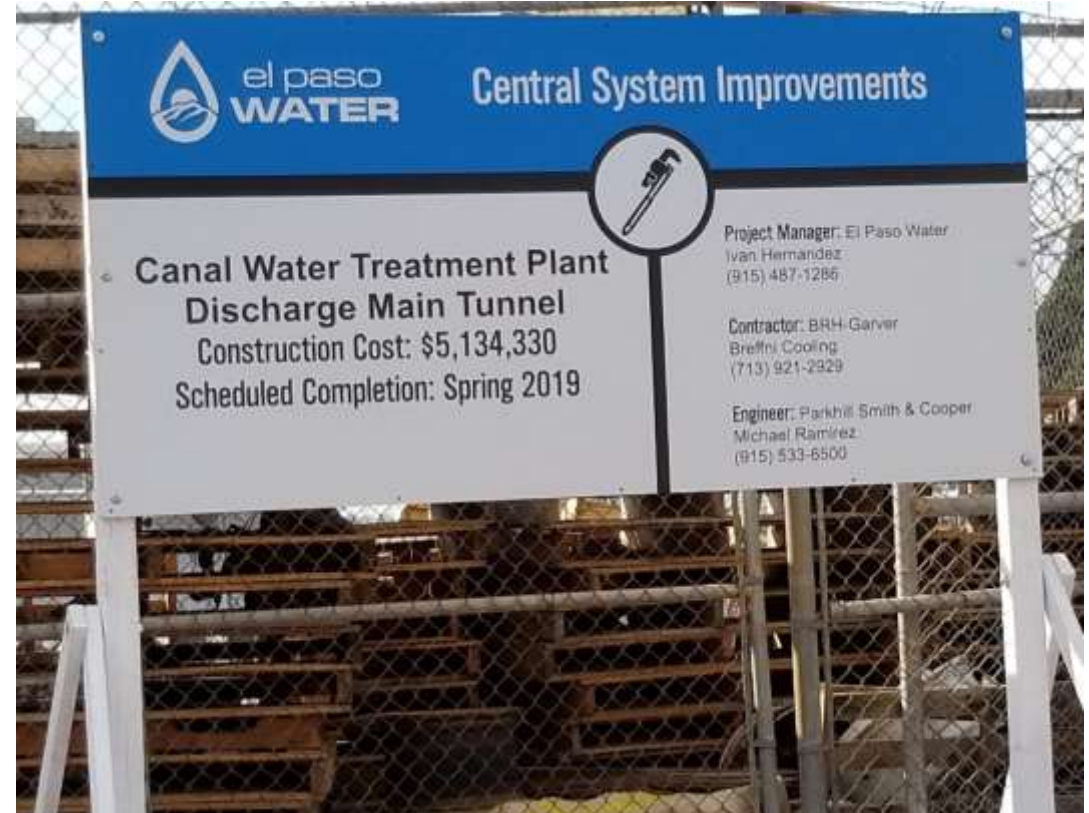 el paso
WATER
Central System Improvements
Canal Water Treatment Plant
Discharge Main Tunnel
Construction Cost: $5,134,330
Scheduled Completion: Spring 2019
Project Manager: El Paso Water
Ivan Hernandez
(915) 487-1286
Contractor: BRH-Garver
Breffni Cooling
(713) 921-2929
Engineer: Parkhill Smith & Cooper
Michael Ramirez
(915) 533-6500